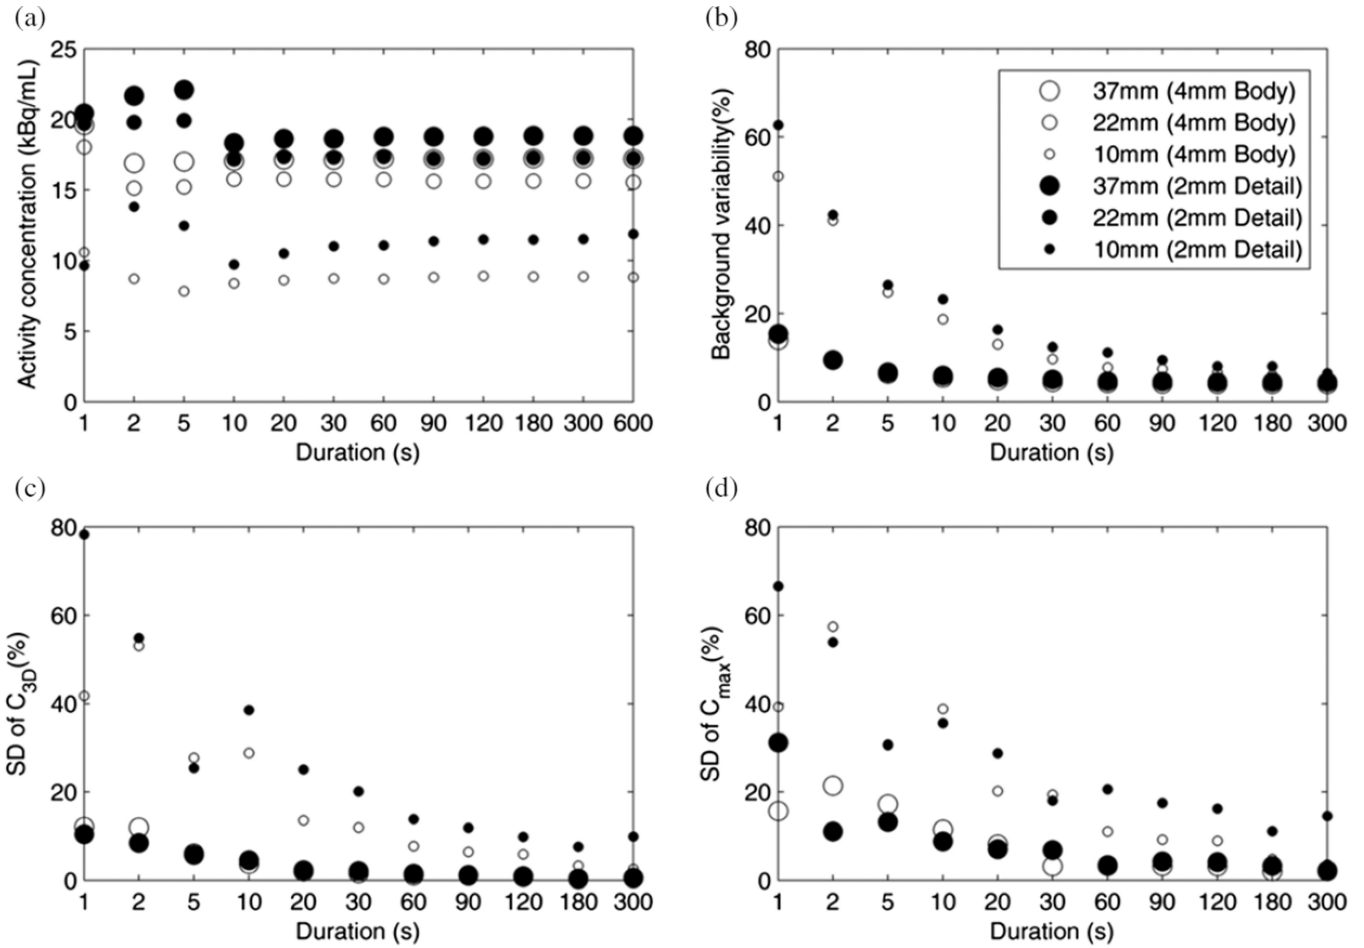 (a)
25
20
15
10
5
0
Activity concentration (kBq/mL)
1 2 5 10 20 30 60 90 120 180 300 600
Duration (s)
(b)
80
60
40
20
0
Background variability(%)
37mm (4mm Body)
22mm (4mm Body)
10mm (4mm Body)
37mm (2mm Detail)
22mm (2mm Detail)
10mm (2mm Detail)
1 2 5 10 20 30 60 90 120 180 300
Duration (s)
(c)
80
60
40
20
0
SD of C3D(%)
1 2 5 10 20 30 60 90 120 180 300
Duration (s)
(d)
80
60
40
20
0
SD of Cmax(%)
1 2 5 10 20 30 60 90 120 180 300
Duration (s)